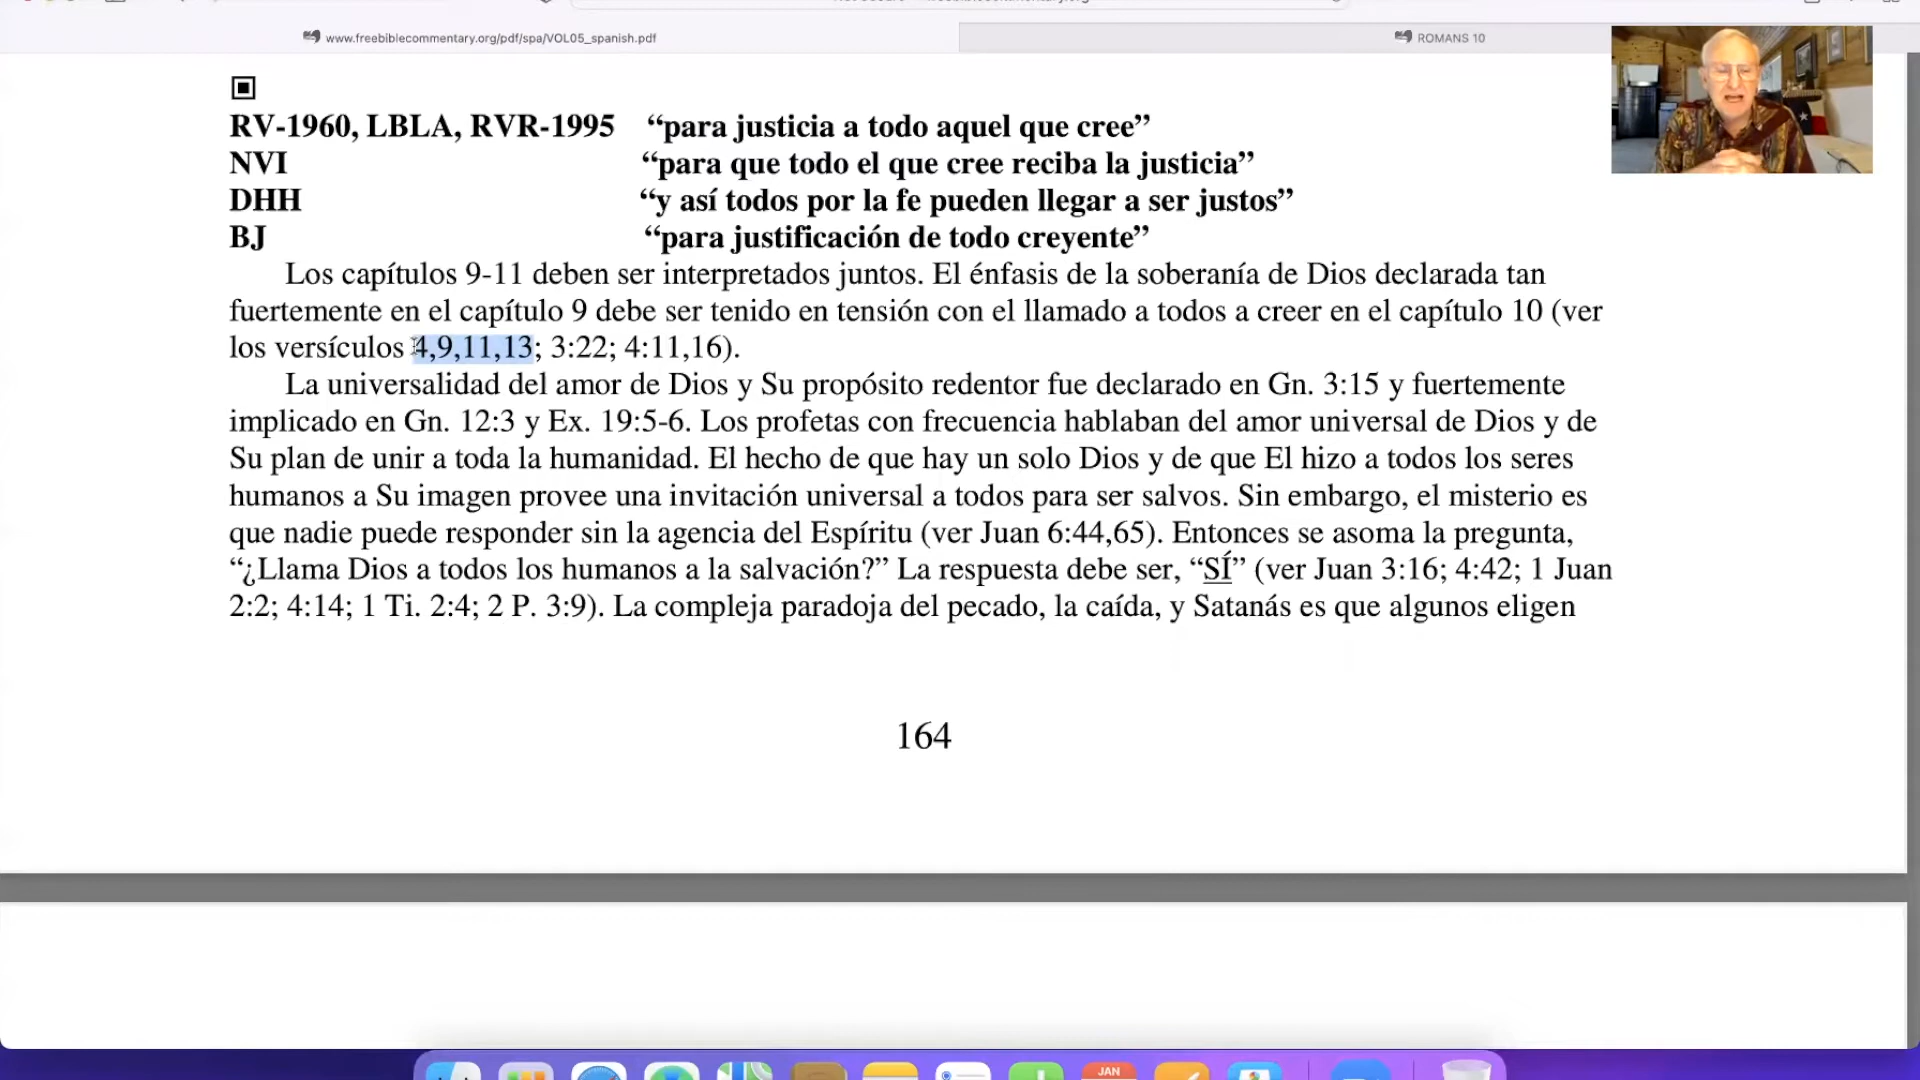 www.freebiblecommentary.org/pdf/spa/VOL05_spanish.pdf
ROMANS 10
RV-1960, LBLA, RVR-1995 “para justicia a todo aquel que cree”
NVI “para que todo el que cree reciba la justicia”
DHH “y así todos por la fe pueden llegar a ser justos”
BJ “para justificación de todo creyente”
Los capítulos 9-11 deben ser interpretados juntos. El énfasis de la soberanía de Dios declarada tan
fuertemente en el capítulo 9 debe ser tenido en tensión con el llamado a todos a creer en el capítulo 10 (ver
los versículos 4,9,11,13; 3:22; 4:11,16).
La universalidad del amor de Dios y Su propósito redentor fue declarado en Gn. 3:15 y fuertemente
implicado en Gn. 12:3 y Ex. 19:5-6. Los profetas con frecuencia hablaban del amor universal de Dios y de
Su plan de unir a toda la humanidad. El hecho de que hay un solo Dios y de que El hizo a todos los seres
humanos a Su imagen provee una invitación universal a todos para ser salvos. Sin embargo, el misterio es
que nadie puede responder sin la agencia del Espíritu (ver Juan 6:44,65). Entonces se asoma la pregunta,
“¿Llama Dios a todos los humanos a la salvación?” La respuesta debe ser, “SÍ” (ver Juan 3:16; 4:42; 1 Juan
2:2; 4:14; 1 Ti. 2:4; 2 P. 3:9). La compleja paradoja del pecado, la caída, y Satanás es que algunos eligen
164
JAN